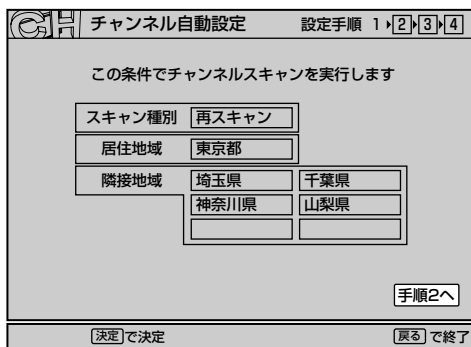 CH チャンネル自動設定 設定手順 1 2 3 4
この条件でチャンネルスキャンを実行します
スキャン種別 再スキャン
居住地域 東京都
隣接地域 埼玉県 千葉県
神奈川県 山梨県
手順2へ
決定で決定 戻るで終了